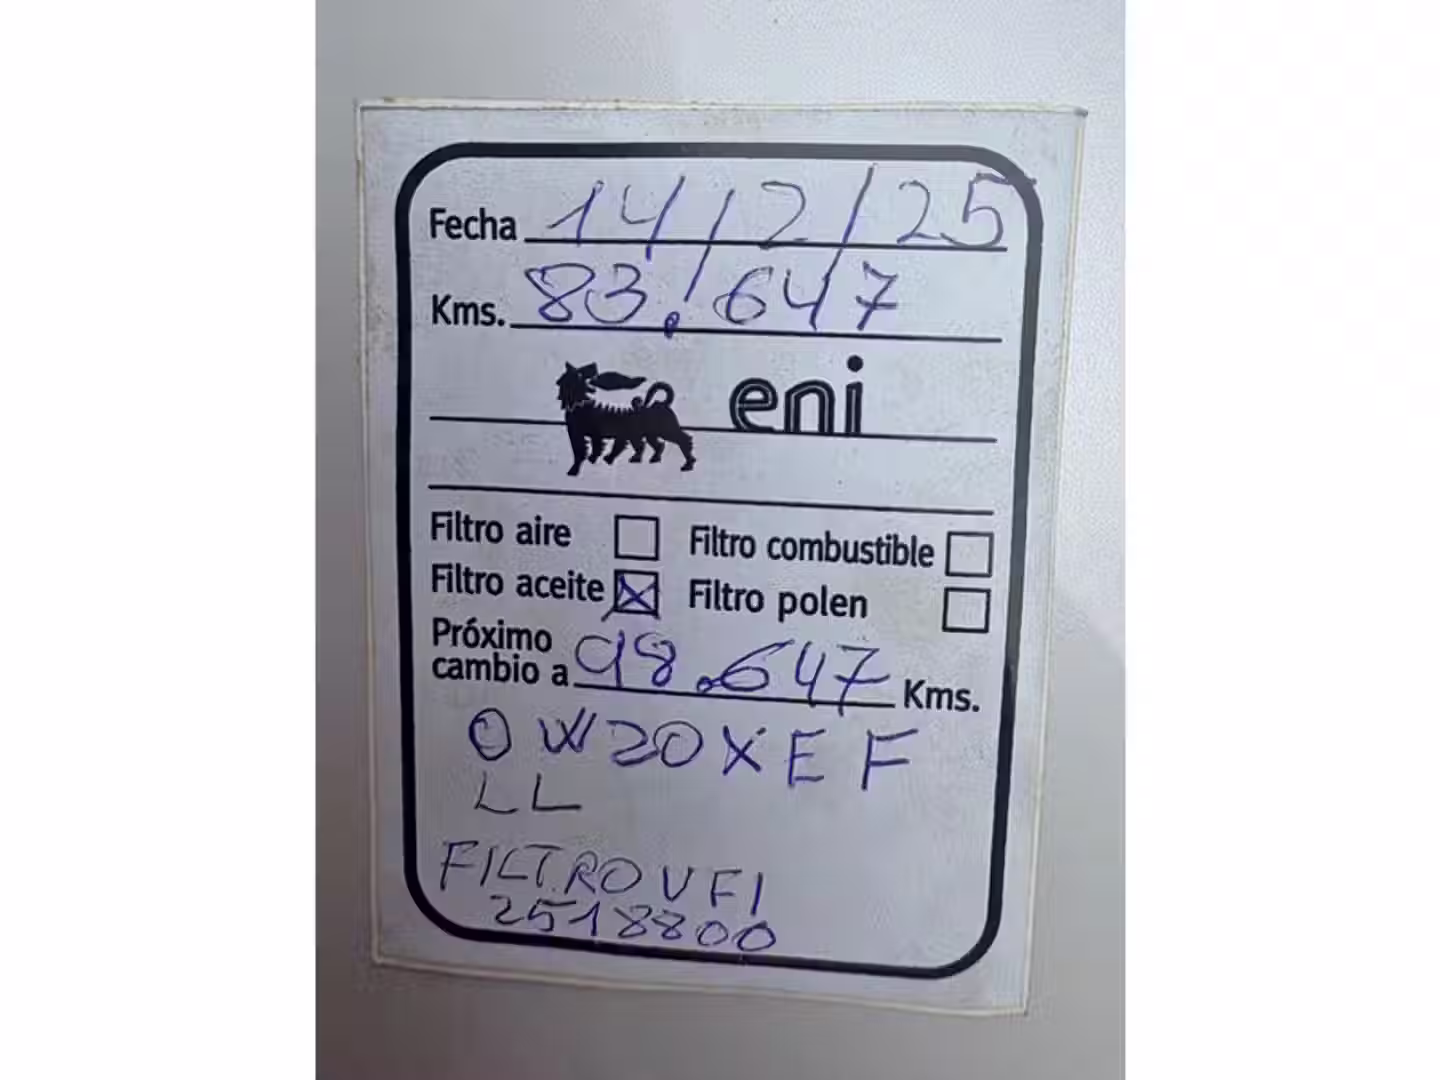 Fecha 14/2/25
Kms. 83.647
eni
Filtro aire Filtro combustible
Filtro aceite Filtro polen
Próximo
cambio a 98.647 Kms.
0W20XEF
LL
FILTRO UFI
2518800